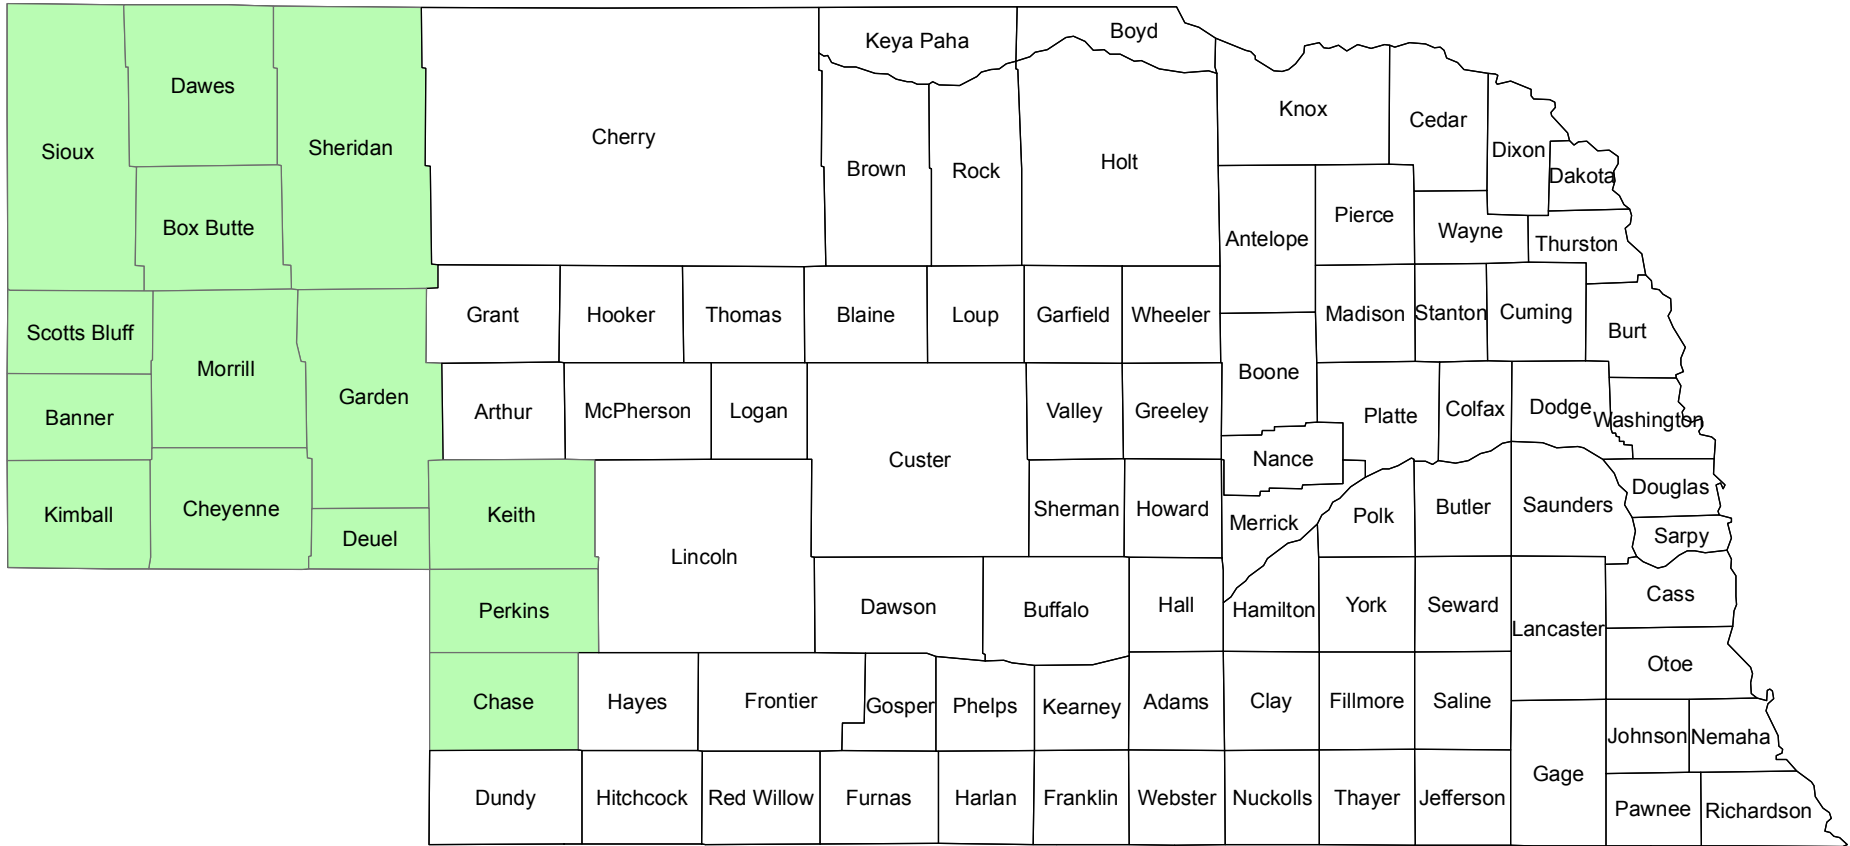 Boyd
Keya Paha
Dawes
Knox
Cedar
Cherry
Sheridan
Sioux
Dixon
Holt
Brown
Rock
Dakota
Pierce
Box Butte
Wayne
Antelope
Thurston
Grant
Hooker
Thomas
Blaine
Loup
Garfield
Wheeler
Madison
Stanton
Cuming
Scotts Bluff
Burt
Morrill
Boone
Garden
Banner
Arthur
McPherson
Logan
Valley
Greeley
Platte
Colfax
Dodge
Washington
Custer
Nance
Douglas
Kimball
Cheyenne
Keith
Sherman
Howard
Merrick
Polk
Butler
Saunders
Deuel
Sarpy
Lincoln
Perkins
Dawson
Buffalo
Hall
Hamilton
York
Seward
Cass
Lancaster
Otoe
Chase
Hayes
Frontier
Gosper
Phelps
Kearney
Adams
Clay
Fillmore
Saline
Johnson
Nemaha
Gage
Dundy
Hitchcock
Red Willow
Furnas
Harlan
Franklin
Webster
Nuckolls
Thayer
Jefferson
Pawnee
Richardson